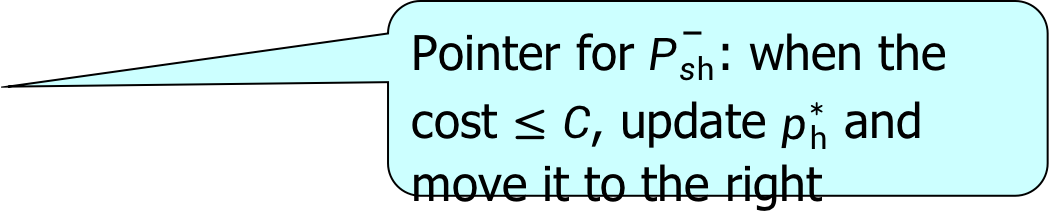 Pointer for P⁻ₛₕ: when the
cost ≤ C, update p*ₕ and
move it to the right